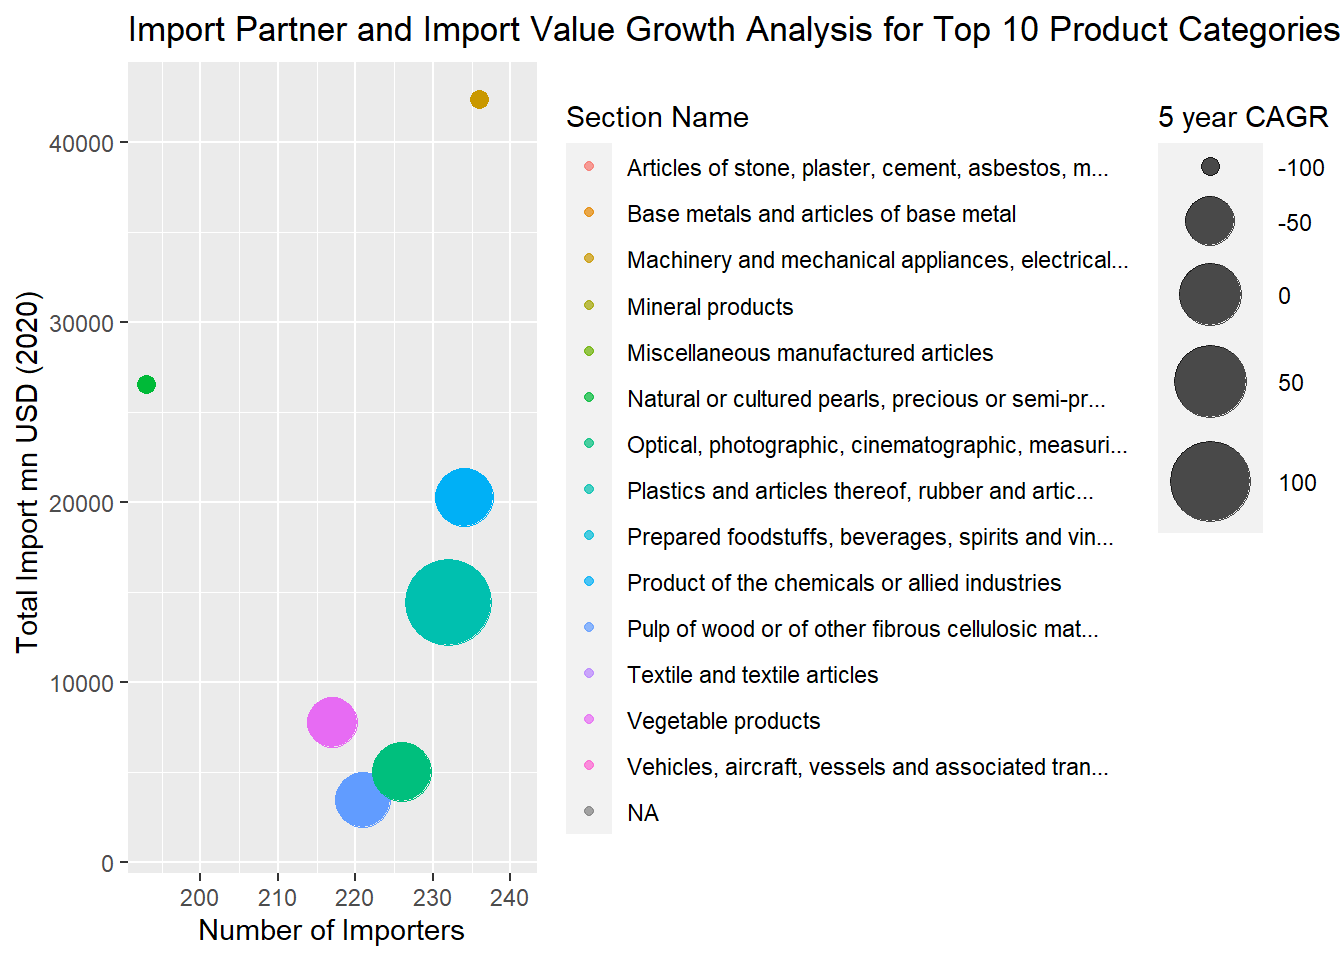 Import Partner and Import Value Growth Analysis for Top 10 Product Categories
Total Import mn USD (2020)
40000
30000
20000
10000
0
200
210
220
230
240
Number of Importers
Section Name
Articles of stone, plaster, cement, asbestos, m...
Base metals and articles of base metal
Machinery and mechanical appliances, electrical...
Mineral products
Miscellaneous manufactured articles
Natural or cultured pearls, precious or semi-pr...
Optical, photographic, cinematographic, measuri...
Plastics and articles thereof, rubber and artic...
Prepared foodstuffs, beverages, spirits and vin...
Product of the chemicals or allied industries
Pulp of wood or of other fibrous cellulosic mat...
Textile and textile articles
Vegetable products
Vehicles, aircraft, vessels and associated tran...
NA
5 year CAGR
-100
-50
0
50
100